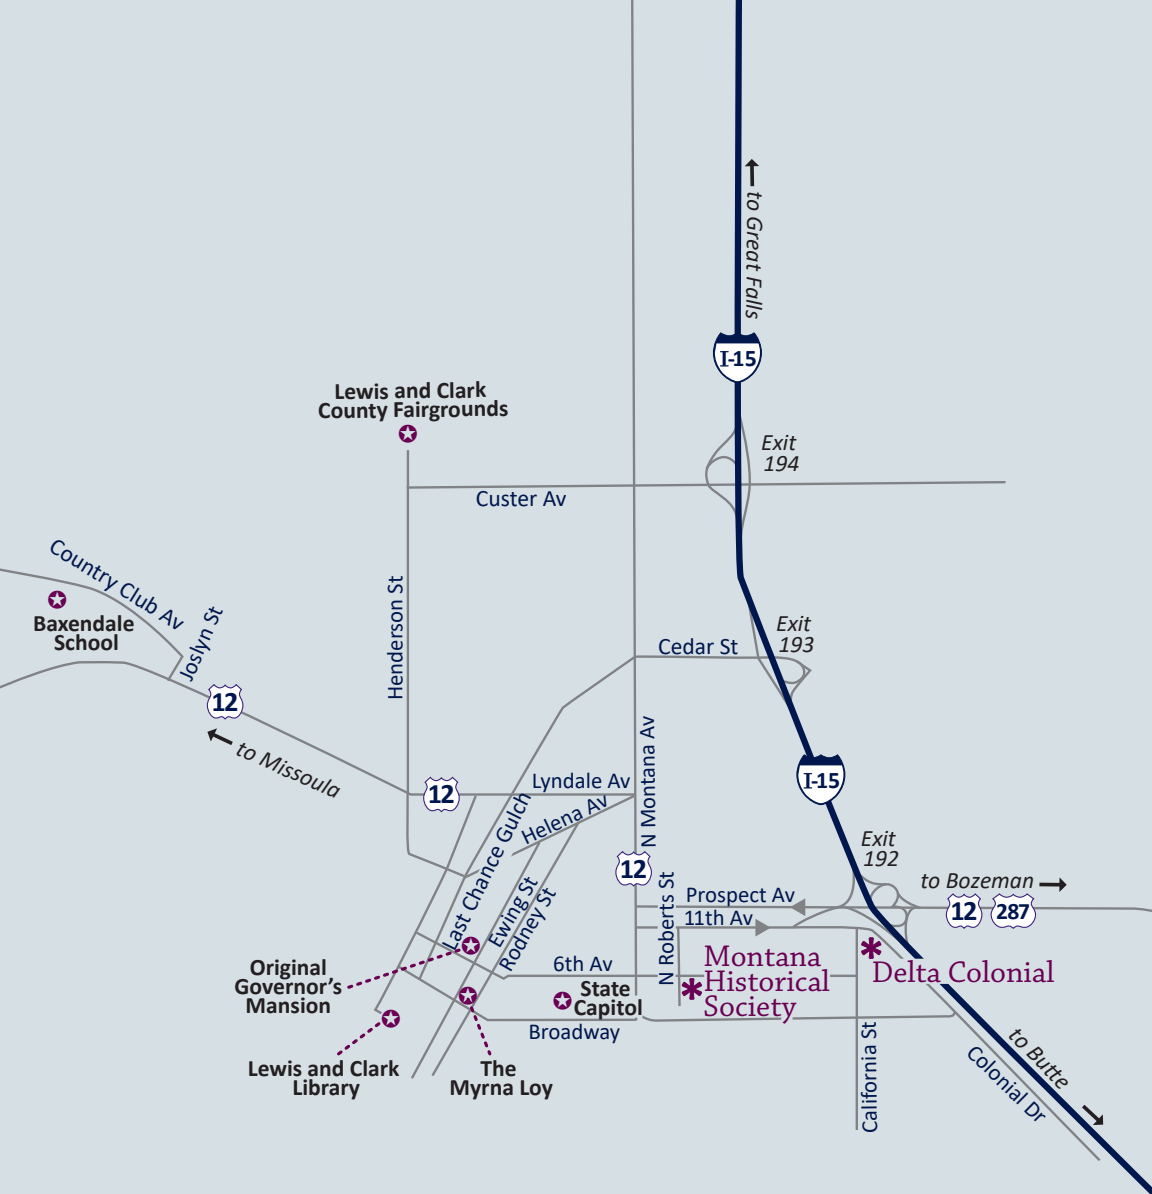 to Great Falls
I-15
Lewis and Clark
County Fairgrounds
Exit
194
Custer Av
Country Club Av
Baxendale
School
Joslyn St
Henderson St
Exit
193
Cedar St
12
to Missoula
12
Lyndale Av
N Montana Av
I-15
Helena Av
Last Chance Gulch
Exit
192
12
to Bozeman
Prospect Av
12
287
11th Av
N Roberts St
Ewing St
Rodney St
6th Av
Original
Governor's
Mansion
State
Capitol
Montana
Historical
Society
Delta Colonial
Broadway
California St
Lewis and Clark
Library
The
Myrna Loy
to Butte
Colonial Dr